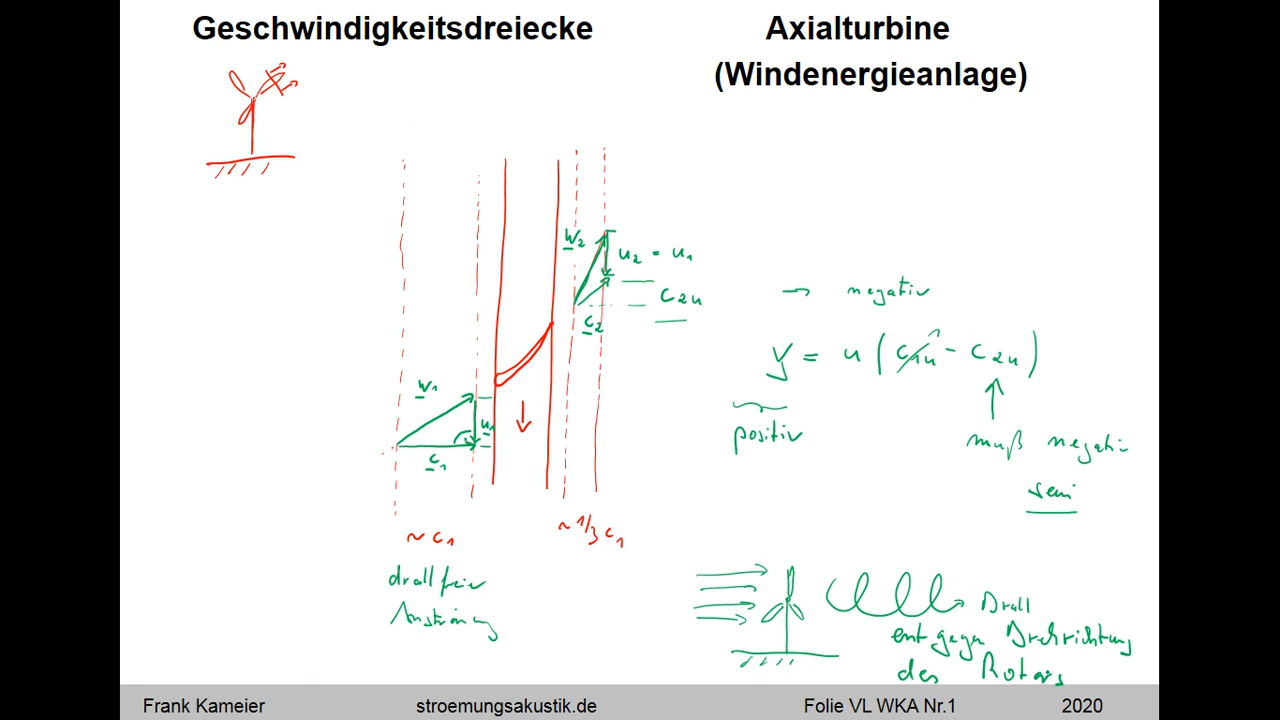 Geschwindigkeitsdreiecke
Axialturbine
(Windenergieanlage)
w2
u2 = u1
c2u
c2
→ negativ
y = u (c1u - c2u)
positiv
muß negativ
sein
w1
u1
c1
~ c1
~ 1/3 c1
drallfreie
Anströmung
Drall
entgegen Drehrichtung
des Rotors
Frank Kameier
stroemungsakustik.de
Folie VL WKA Nr.1
2020